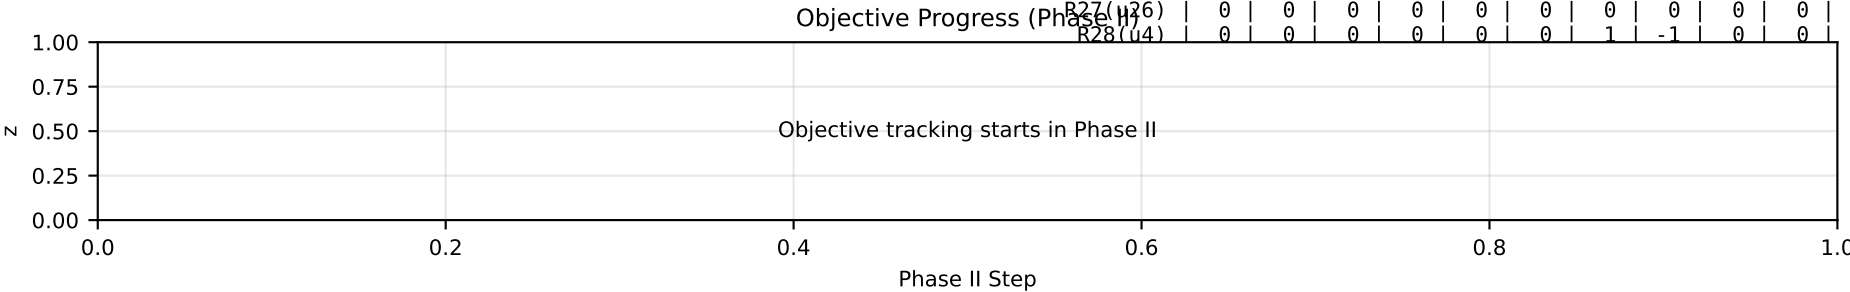 R27(u26) | 0 | 0 | 0 | 0 | 0 | 0 | 0 | 0 | 0 | 0 |
Objective Progress (Phase II)
R28(u4) | 0 | 0 | 0 | 0 | 0 | 0 | 1 | -1 | 0 | 0 |
1.00
0.75
0.50
0.25
0.00
z
Objective tracking starts in Phase II
0.0 0.2 0.4 0.6 0.8 1.0
Phase II Step